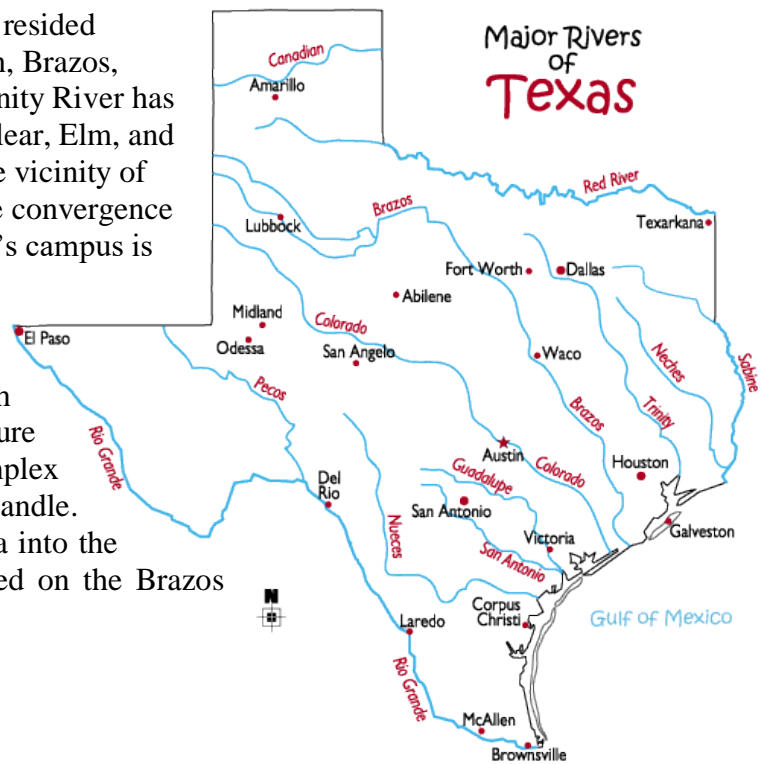 resided
, Brazos,
nity River has
lear, Elm, and
e vicinity of
e convergence
's campus is
ure
plex
andle.
a into the
ed on the Brazos
Major Rivers
of
Texas
Canadian
Amarillo
Red River
Brazos
Texarkana
Lubbock
Fort Worth
Dallas
Abilene
Midland
Colorado
El Paso
Odessa
San Angelo
Waco
Neches
Sabine
Pecos
Brazos
Trinity
Rio Grande
Austin
Colorado
Houston
Guadalupe
Del
Rio
San Antonio
Nueces
Victoria
Galveston
San Antonio
N
Corpus
Christi
Gulf of Mexico
Laredo
Rio Grande
McAllen
Brownsville